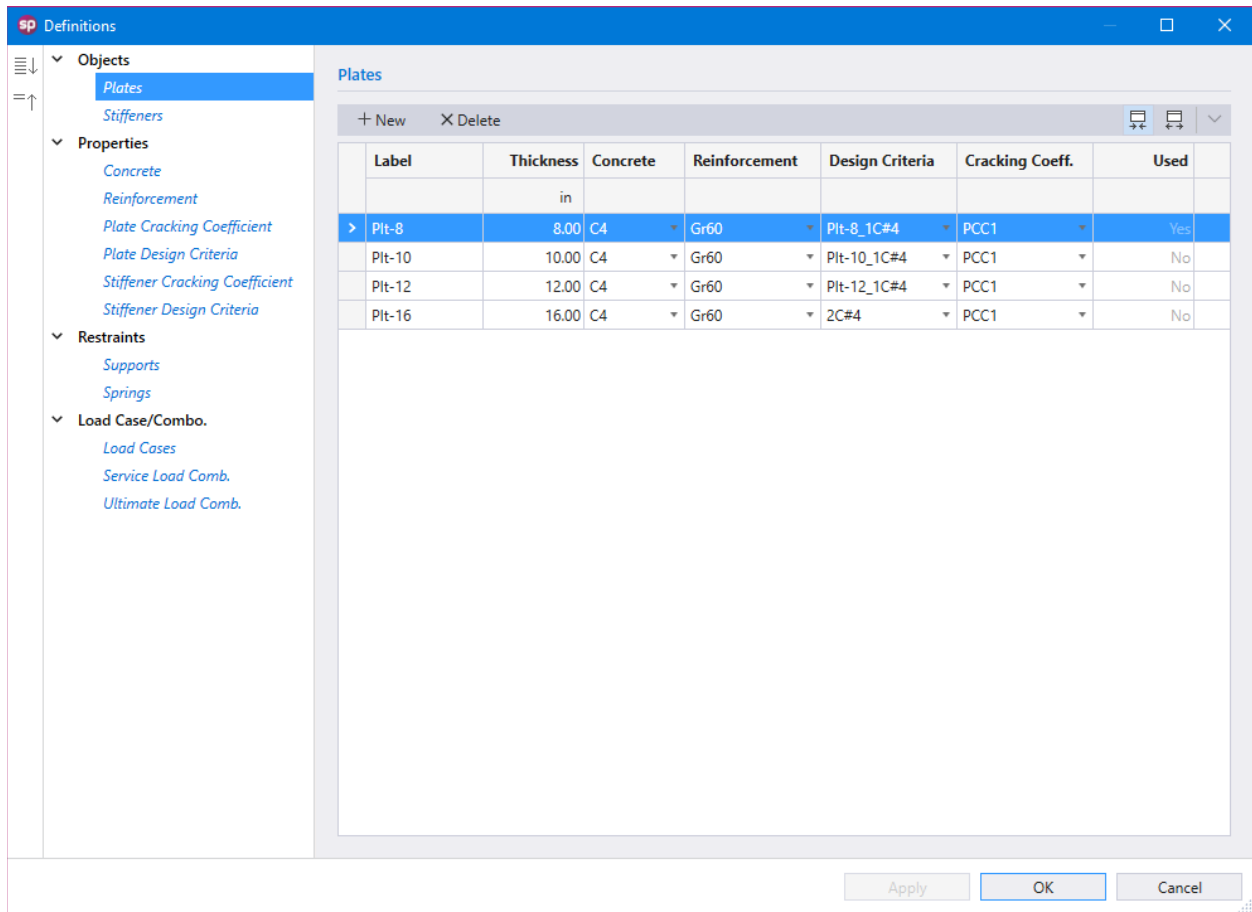 sp Definitions
Objects
Plates
Stiffeners
Properties
Concrete
Reinforcement
Plate Cracking Coefficient
Plate Design Criteria
Stiffener Cracking Coefficient
Stiffener Design Criteria
Restraints
Supports
Springs
Load Case/Combo.
Load Cases
Service Load Comb.
Ultimate Load Comb.
Plates
New Delete
Label Thickness Concrete Reinforcement Design Criteria Cracking Coeff. Used
in
Plt-8 8.00 C4 Gr60 Plt-8_1C#4 PCC1 Yes
Plt-10 10.00 C4 Gr60 Plt-10_1C#4 PCC1 No
Plt-12 12.00 C4 Gr60 Plt-12_1C#4 PCC1 No
Plt-16 16.00 C4 Gr60 2C#4 PCC1 No
Apply OK Cancel